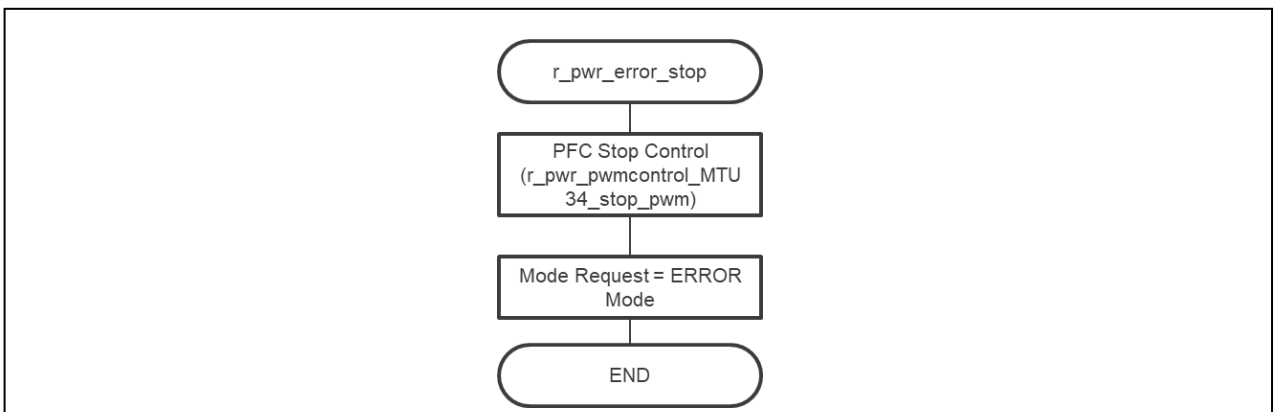 r_pwr_error_stop
PFC Stop Control
(r_pwr_pwmcontrol_MTU
34_stop_pwm)
Mode Request = ERROR
Mode
END